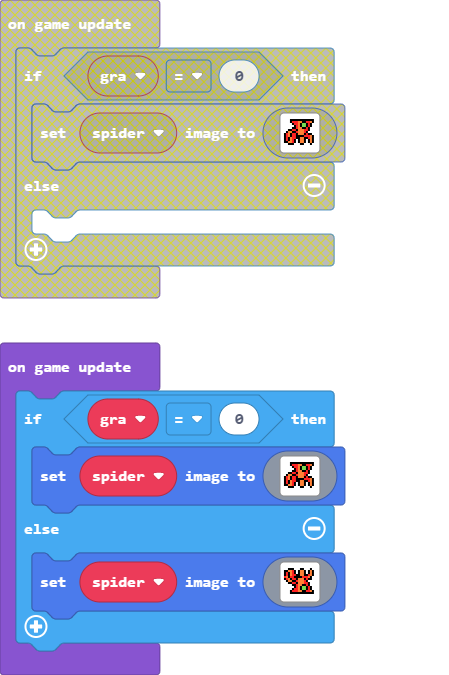 on game update
if gra = 0 then
set spider image to
else
on game update
if gra = 0 then
set spider image to
else
set spider image to